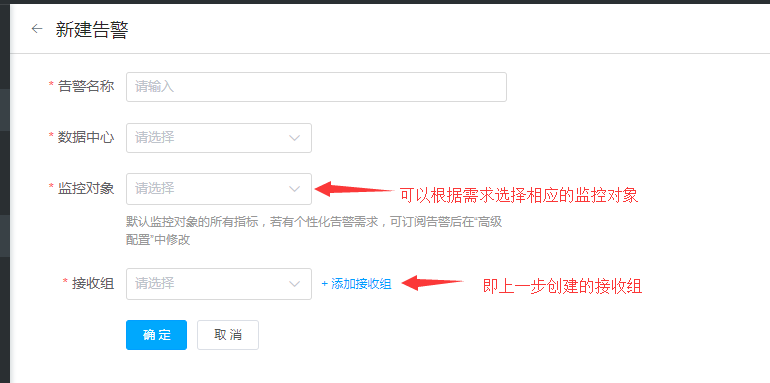 ← 新建告警
* 告警名称 请输入
* 数据中心 请选择
* 监控对象 请选择 可以根据需求选择相应的监控对象
默认监控对象的所有指标，若有个性化告警需求，可订阅告警后在“高级
配置”中修改
* 接收组 请选择 + 添加接收组 即上一步创建的接收组
确 定 取 消